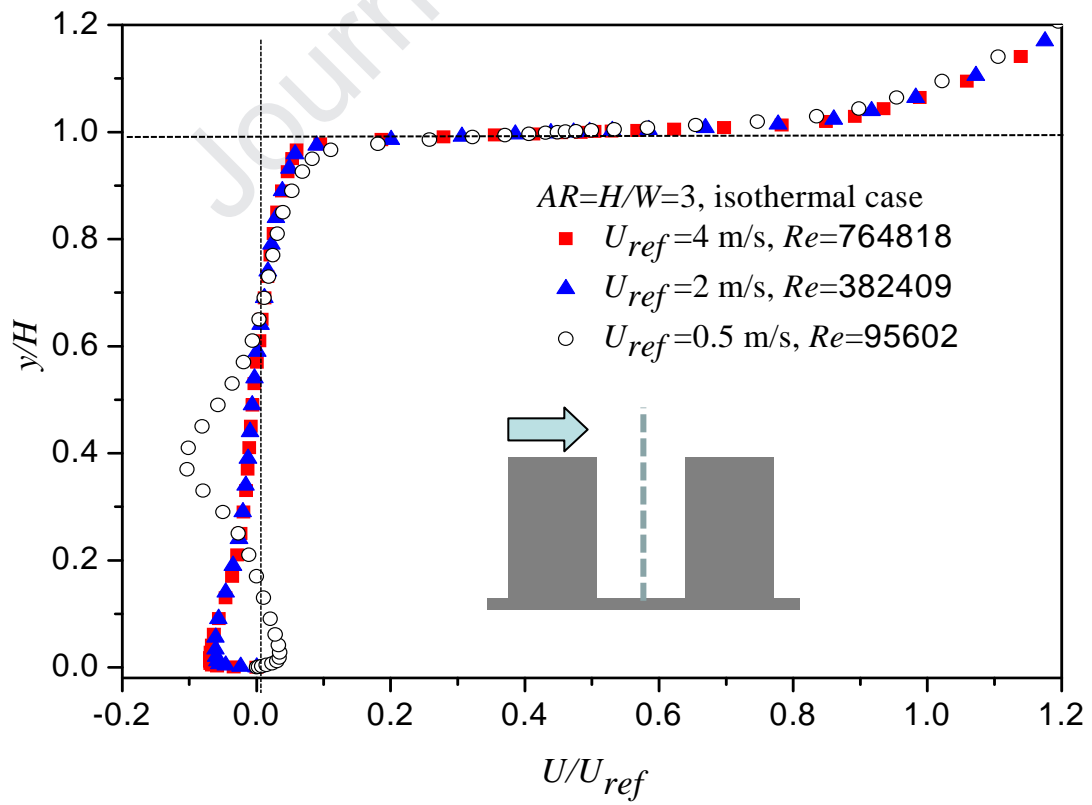 Journ
1.2
1.0
0.8
0.6
0.4
0.2
0.0
y/H
AR=H/W=3, isothermal case
U_ref=4 m/s, Re=764818
U_ref=2 m/s, Re=382409
U_ref=0.5 m/s, Re=95602
-0.2 0.0 0.2 0.4 0.6 0.8 1.0 1.2
U/U_ref